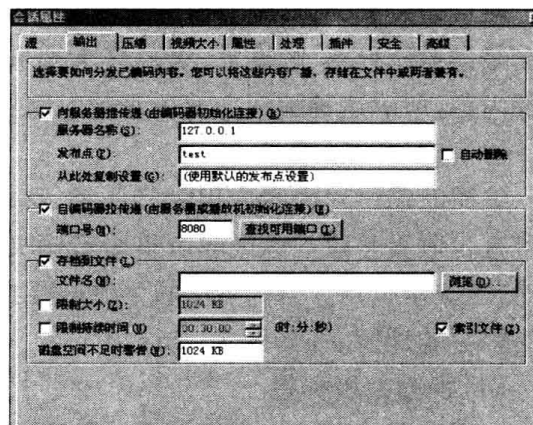 会话属性
源 输出 压缩 视频大小 属性 处理 插件 安全 高级
选择要如何分发已编码内容。您可以将这些内容广播、存储在文件中或两者兼有。
向服务器推传递(由编码器初始化连接)(R)
服务器名称(S): 127.0.0.1
发布点(P): test 自动删除
从此处复制设置(G): (使用默认的发布点设置)
自编码器拉传递(由服务器或播放机初始化连接)
端口号(N): 8080 查找可用端口(T)
存档到文件(L)
文件名(N): 浏览(D)...
限制大小(Z): 1024 KB
限制持续时间(M) 00:30:00 (时:分:秒) 索引文件(X)
磁盘空间不足时警告(W): 1024 KB